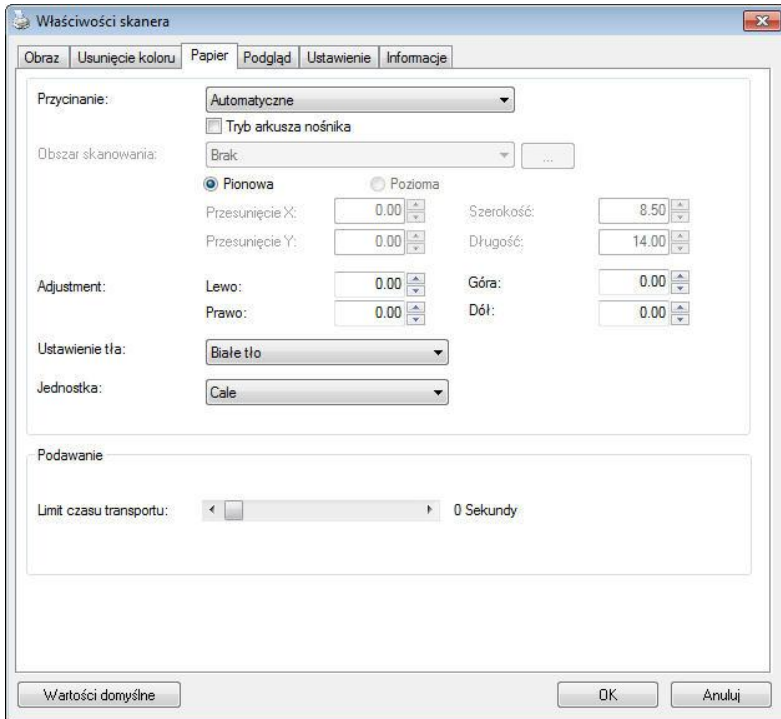 Właściwości skanera
Obraz Usunięcie koloru Papier Podgląd Ustawienie Informacje
Przycinanie: Automatyczne
Tryb arkusza nośnika
Obszar skanowania: Brak ...
Pionowa Pozioma
Przesunięcie X: 0.00 Szerokość: 8.50
Przesunięcie Y: 0.00 Długość: 14.00
Adjustment: Lewo: 0.00 Góra: 0.00
Prawo: 0.00 Dół: 0.00
Ustawienie tła: Białe tło
Jednostka: Cale
Podawanie
Limit czasu transportu: 0 Sekundy
Wartości domyślne OK Anuluj